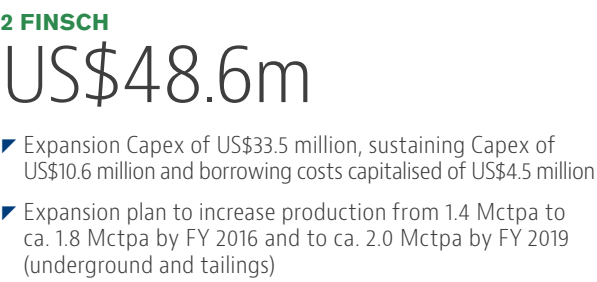 2 FINSCH
US$48.6m
Expansion Capex of US$33.5 million, sustaining Capex of
US$10.6 million and borrowing costs capitalised of US$4.5 million
Expansion plan to increase production from 1.4 Mctpa to
ca. 1.8 Mctpa by FY 2016 and to ca. 2.0 Mctpa by FY 2019
(underground and tailings)